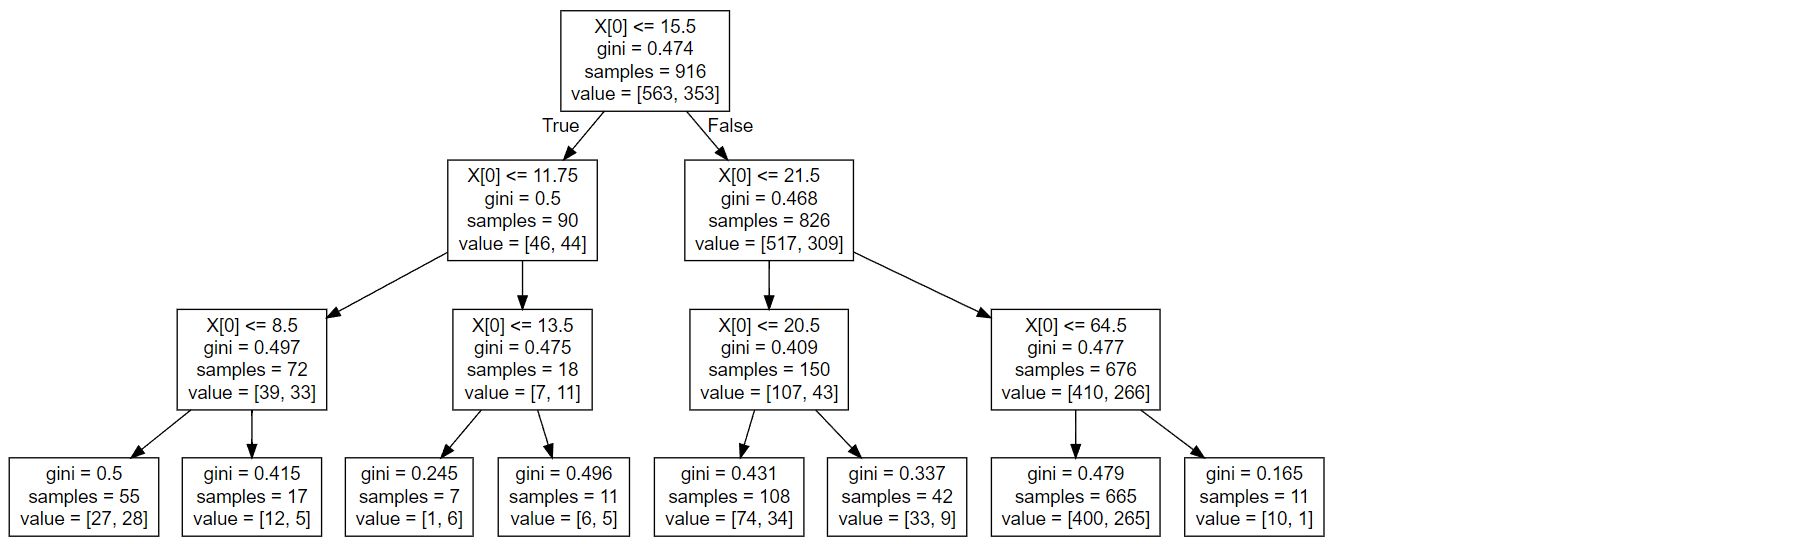 X[0] <= 15.5
gini = 0.474
samples = 916
value = [563, 353]
True
False
X[0] <= 11.75
gini = 0.5
samples = 90
value = [46, 44]
X[0] <= 21.5
gini = 0.468
samples = 826
value = [517, 309]
X[0] <= 8.5
gini = 0.497
samples = 72
value = [39, 33]
X[0] <= 13.5
gini = 0.475
samples = 18
value = [7, 11]
X[0] <= 20.5
gini = 0.409
samples = 150
value = [107, 43]
X[0] <= 64.5
gini = 0.477
samples = 676
value = [410, 266]
gini = 0.5
samples = 55
value = [27, 28]
gini = 0.415
samples = 17
value = [12, 5]
gini = 0.245
samples = 7
value = [1, 6]
gini = 0.496
samples = 11
value = [6, 5]
gini = 0.431
samples = 108
value = [74, 34]
gini = 0.337
samples = 42
value = [33, 9]
gini = 0.479
samples = 665
value = [400, 265]
gini = 0.165
samples = 11
value = [10, 1]